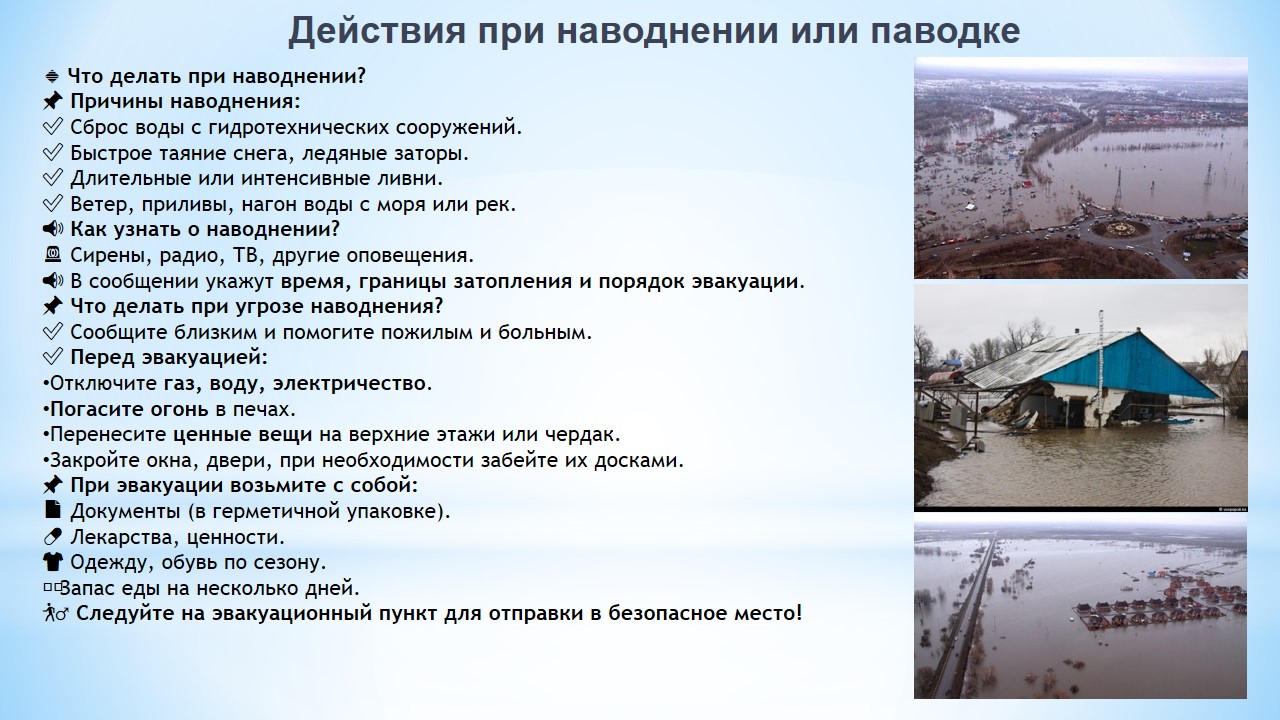 Действия при наводнении или паводке
Что делать при наводнении?
📌 Причины наводнения:
✅ Сброс воды с гидротехнических сооружений.
✅ Быстрое таяние снега, ледяные заторы.
✅ Длительные или интенсивные ливни.
✅ Ветер, приливы, нагон воды с моря или рек.
🔊 Как узнать о наводнении?
🚨 Сирены, радио, ТВ, другие оповещения.
🔊 В сообщении укажут время, границы затопления и порядок эвакуации.
📌 Что делать при угрозе наводнения?
✅ Сообщите близким и помогите пожилым и больным.
✅ Перед эвакуацией:
•Отключите газ, воду, электричество.
•Погасите огонь в печах.
•Перенесите ценные вещи на верхние этажи или чердак.
•Закройте окна, двери, при необходимости забейте их досками.
📌 При эвакуации возьмите с собой:
📄 Документы (в герметичной упаковке).
💊 Лекарства, ценности.
👕 Одежду, обувь по сезону.
Запас еды на несколько дней.
🏃♂ Следуйте на эвакуационный пункт для отправки в безопасное место!